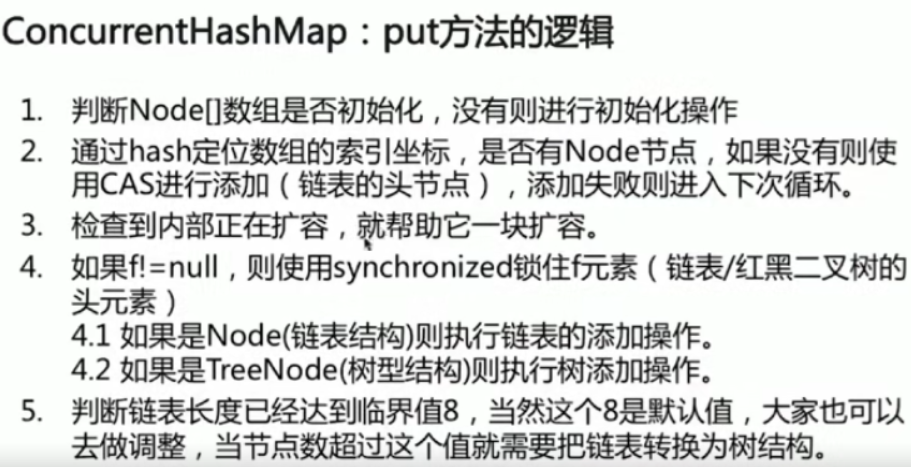 ConcurrentHashMap：put方法的逻辑
1. 判断Node[]数组是否初始化，没有则进行初始化操作
2. 通过hash定位数组的索引坐标，是否有Node节点，如果没有则使
用CAS进行添加（链表的头节点），添加失败则进入下次循环。
3. 检查到内部正在扩容，就帮助它一块扩容。
4. 如果f!=null，则使用synchronized锁住f元素（链表/红黑二叉树的
头元素）
4.1 如果是Node(链表结构)则执行链表的添加操作。
4.2 如果是TreeNode(树型结构)则执行树添加操作。
5. 判断链表长度已经达到临界值8，当然这个8是默认值，大家也可以
去做调整，当节点数超过这个值就需要把链表转换为树结构。